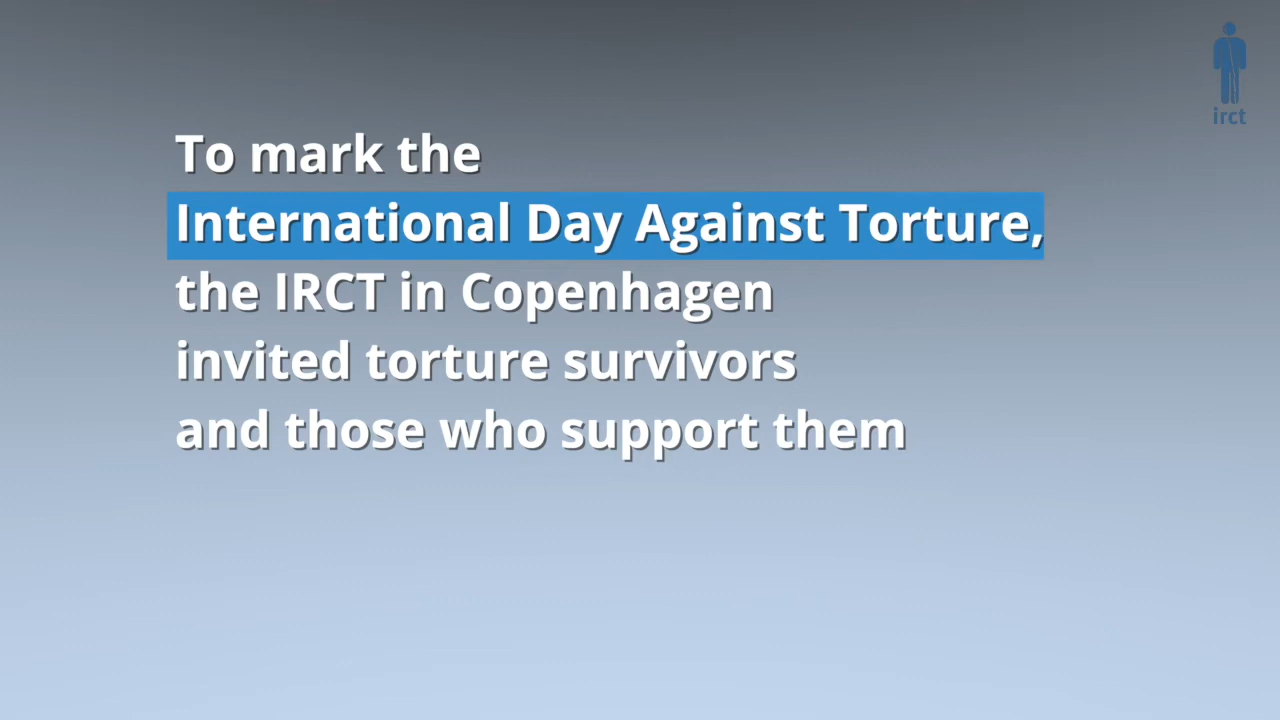 irct
To mark the
International Day Against Torture,
the IRCT in Copenhagen
invited torture survivors
and those who support them